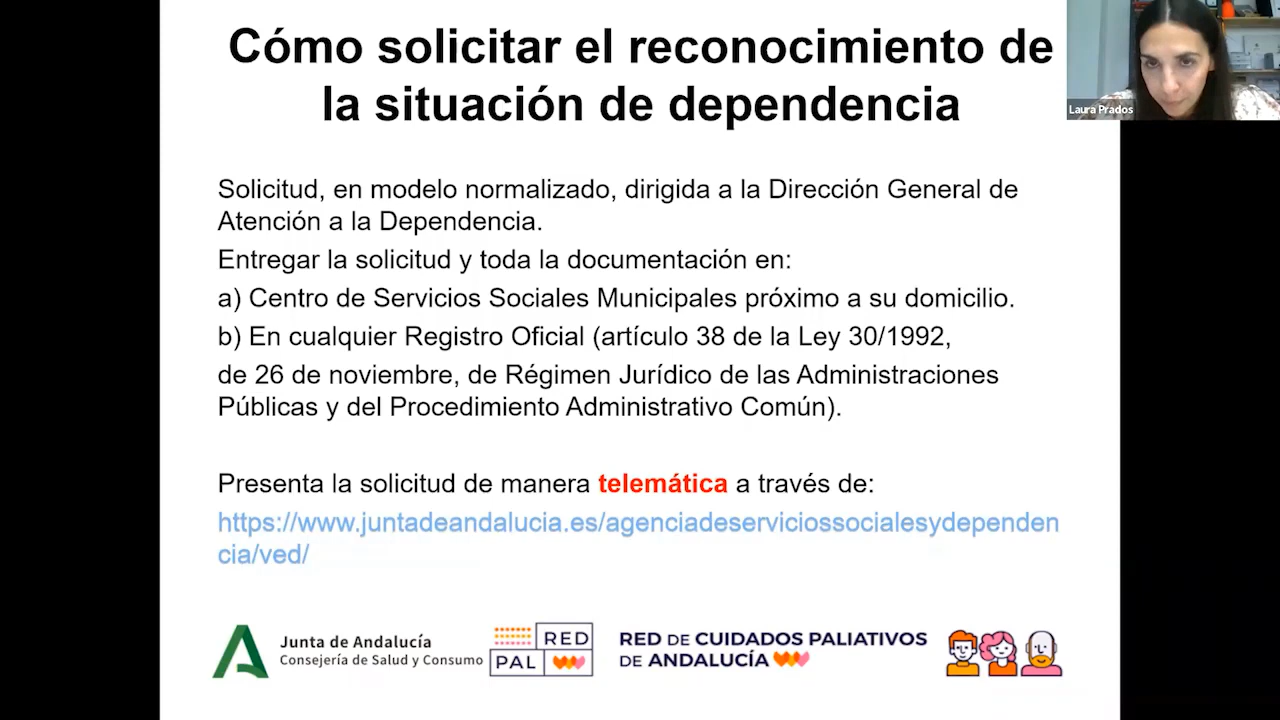 Cómo solicitar el reconocimiento de
la situación de dependencia
Laura Prados
Solicitud, en modelo normalizado, dirigida a la Dirección General de
Atención a la Dependencia.
Entregar la solicitud y toda la documentación en:
a) Centro de Servicios Sociales Municipales próximo a su domicilio.
b) En cualquier Registro Oficial (artículo 38 de la Ley 30/1992,
de 26 de noviembre, de Régimen Jurídico de las Administraciones
Públicas y del Procedimiento Administrativo Común).
Presenta la solicitud de manera telemática a través de:
https://www.juntadeandalucia.es/agenciadeserviciossocialesydependen
cia/ved/
Junta de Andalucía
Consejería de Salud y Consumo
RED
PAL
RED DE CUIDADOS PALIATIVOS
DE ANDALUCÍA